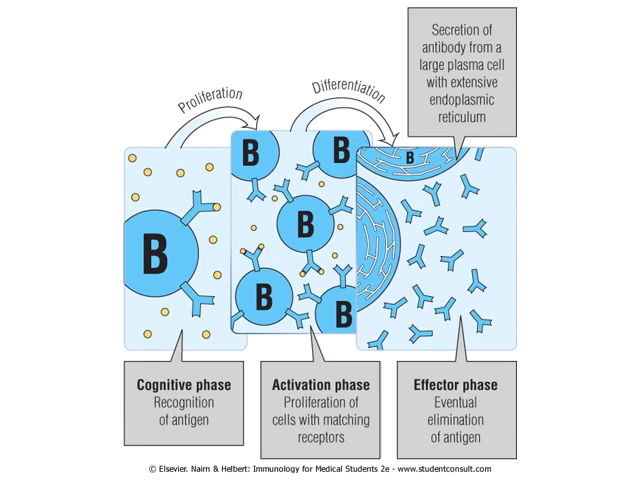 Secretion of
antibody from a
large plasma cell
with extensive
endoplasmic
reticulum
Proliferation
Differentiation
B
B
B
B
B
B
B
Cognitive phase
Recognition
of antigen
Activation phase
Proliferation of
cells with matching
receptors
Effector phase
Eventual
elimination
of antigen
© Elsevier. Nairn & Helbert: Immunology for Medical Students 2e - www.studentconsult.com